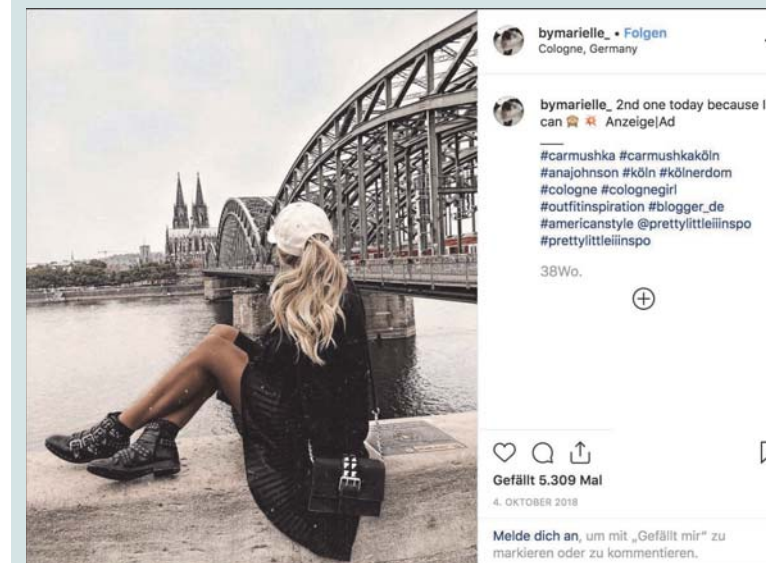 bymarielle_ • Folgen
Cologne, Germany
bymarielle_ 2nd one today because I
can 🙈 💥 Anzeige|Ad
#carmushka #carmushkaköln
#anajohnson #köln #kölnerdom
#cologne #colognegirl
#outfitinspiration #blogger_de
#americanstyle @prettylittleiiinspo
#prettylittleiiinspo
38Wo.
Gefällt 5.309 Mal
4. OKTOBER 2018
Melde dich an, um mit „Gefällt mir“ zu
markieren oder zu kommentieren.